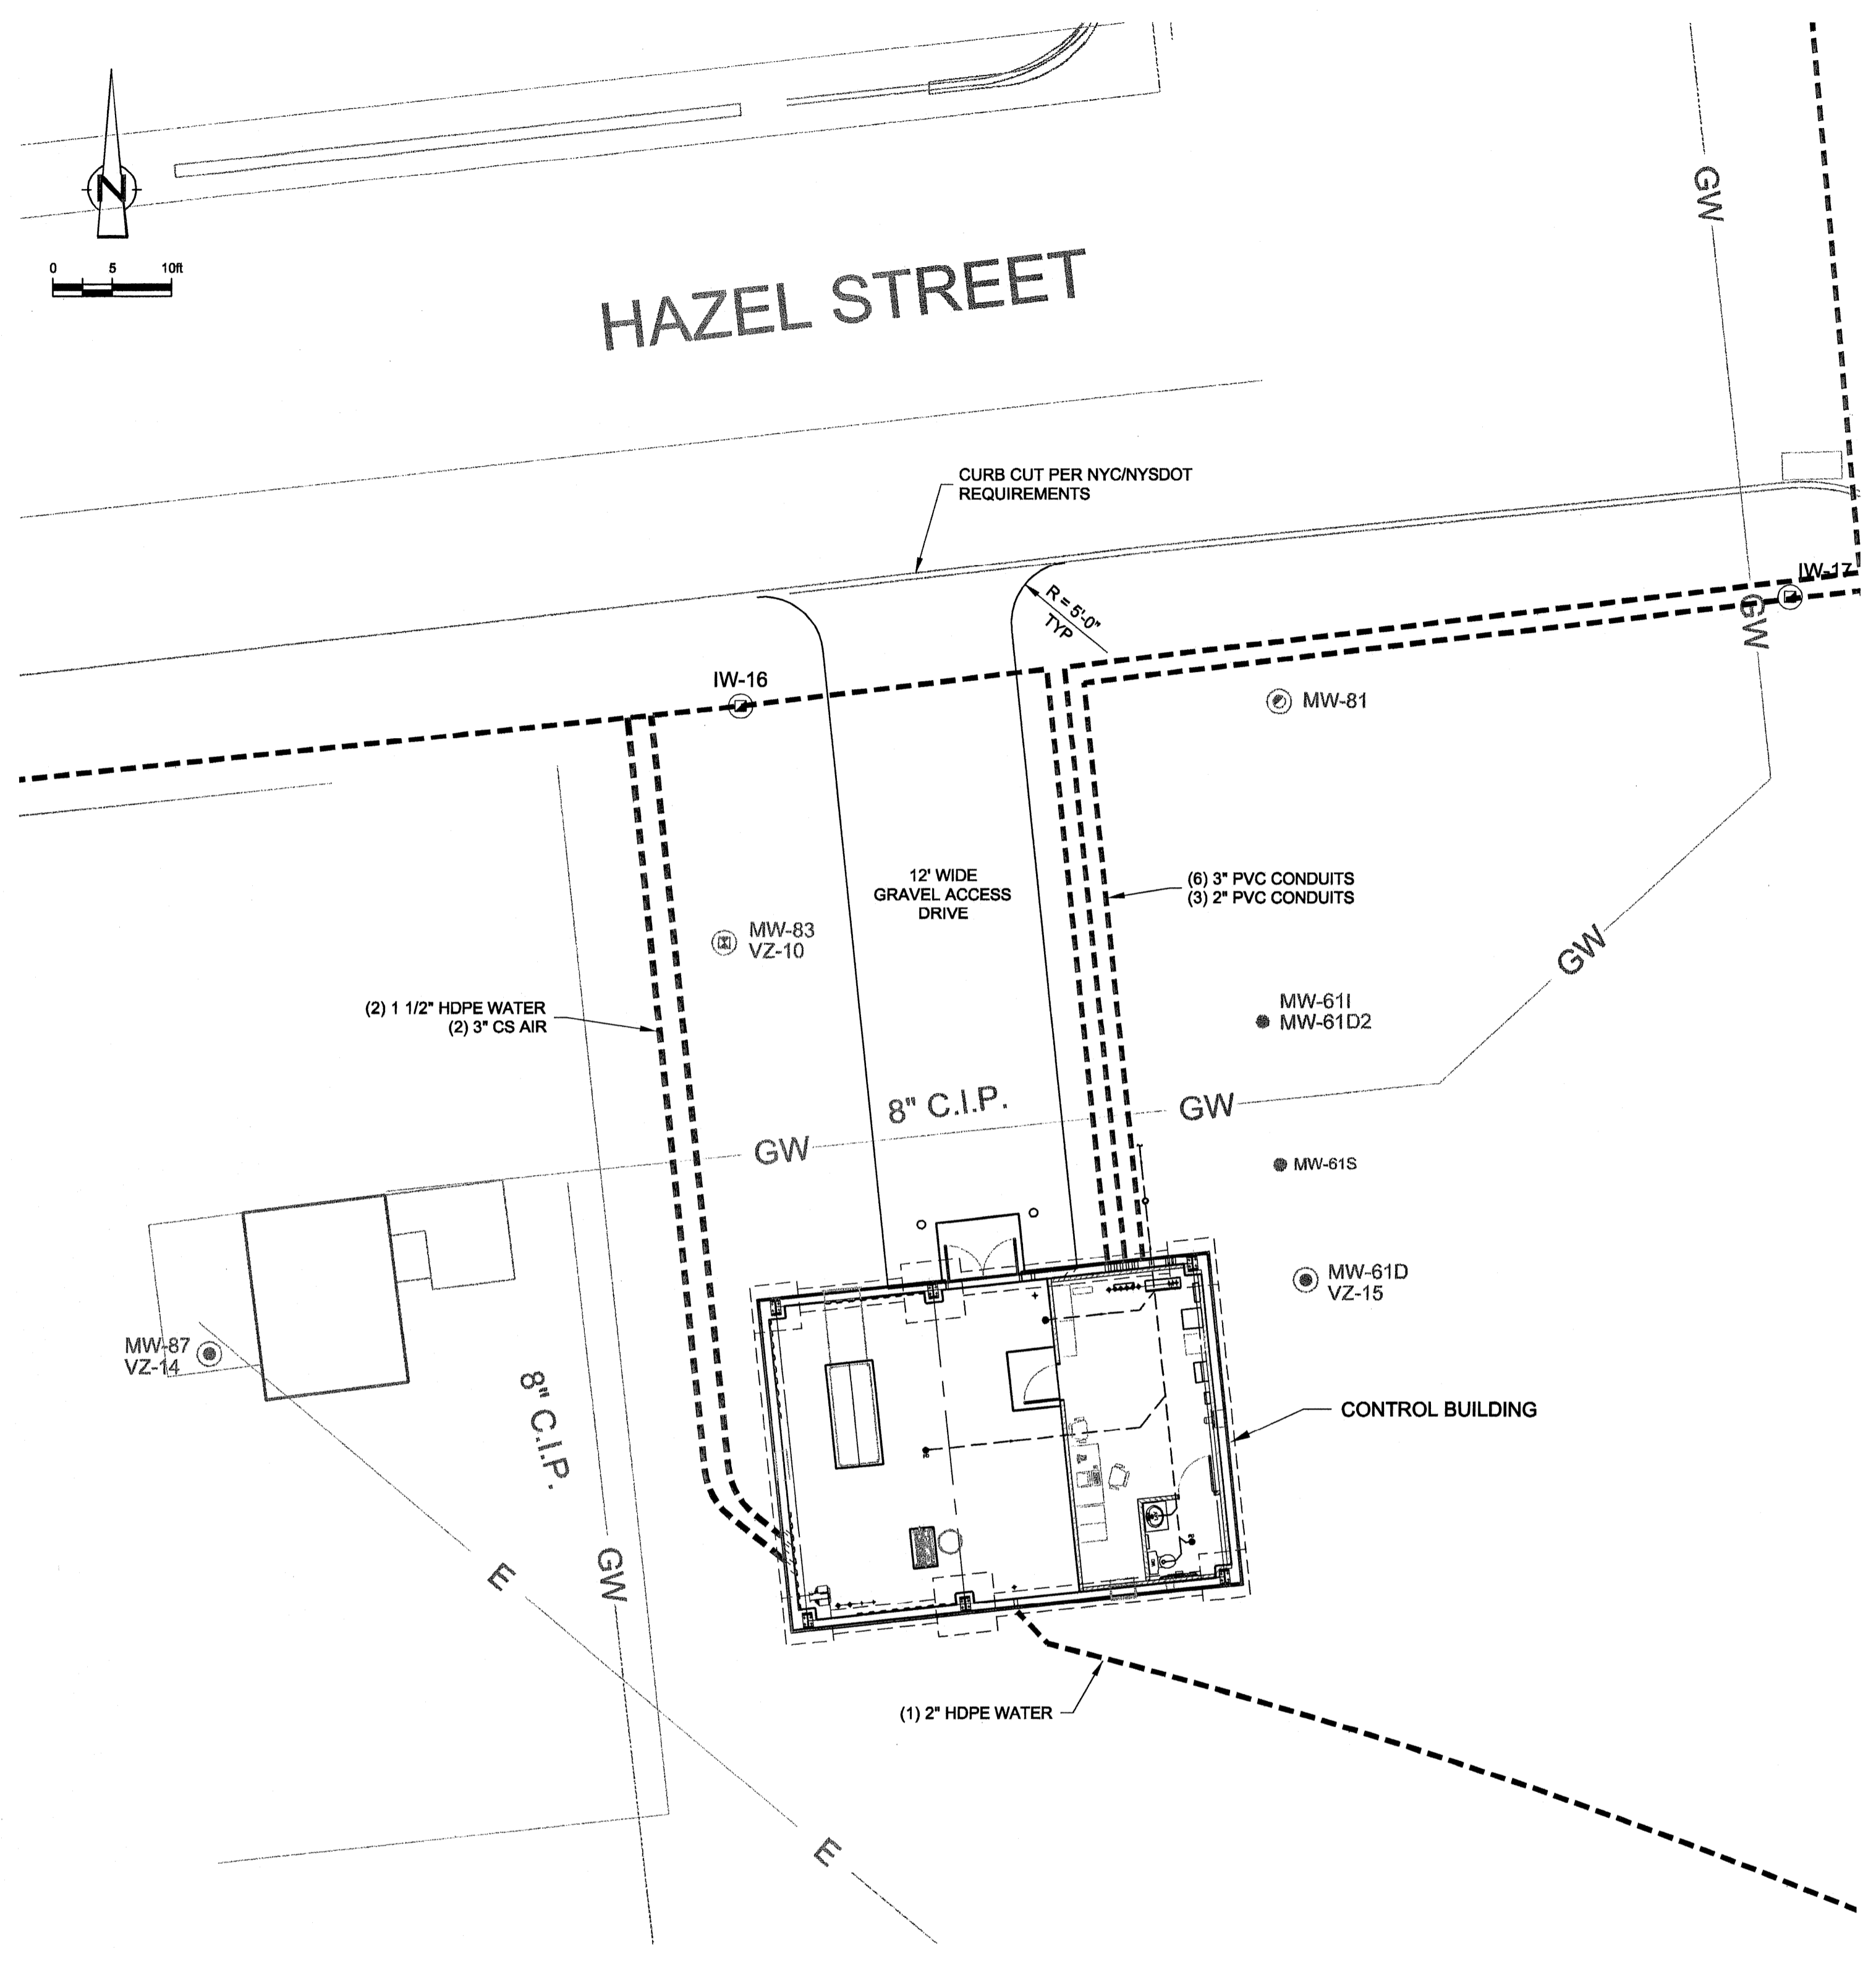 N
0 5 10ft
GW
HAZEL STREET
CURB CUT PER NYC/NYSDOT
REQUIREMENTS
IW-17
R = 5'-0"
TYP
GW
IW-16
MW-81
12' WIDE
GRAVEL ACCESS
DRIVE
(6) 3" PVC CONDUITS
(3) 2" PVC CONDUITS
MW-83
VZ-10
GW
(2) 1 1/2" HDPE WATER
(2) 3" CS AIR
MW-61I
MW-61D2
8" C.I.P.
GW
GW
MW-61S
MW-61D
VZ-15
MW-87
VZ-14
8" C.I.P.
CONTROL BUILDING
E
GW
(1) 2" HDPE WATER
E